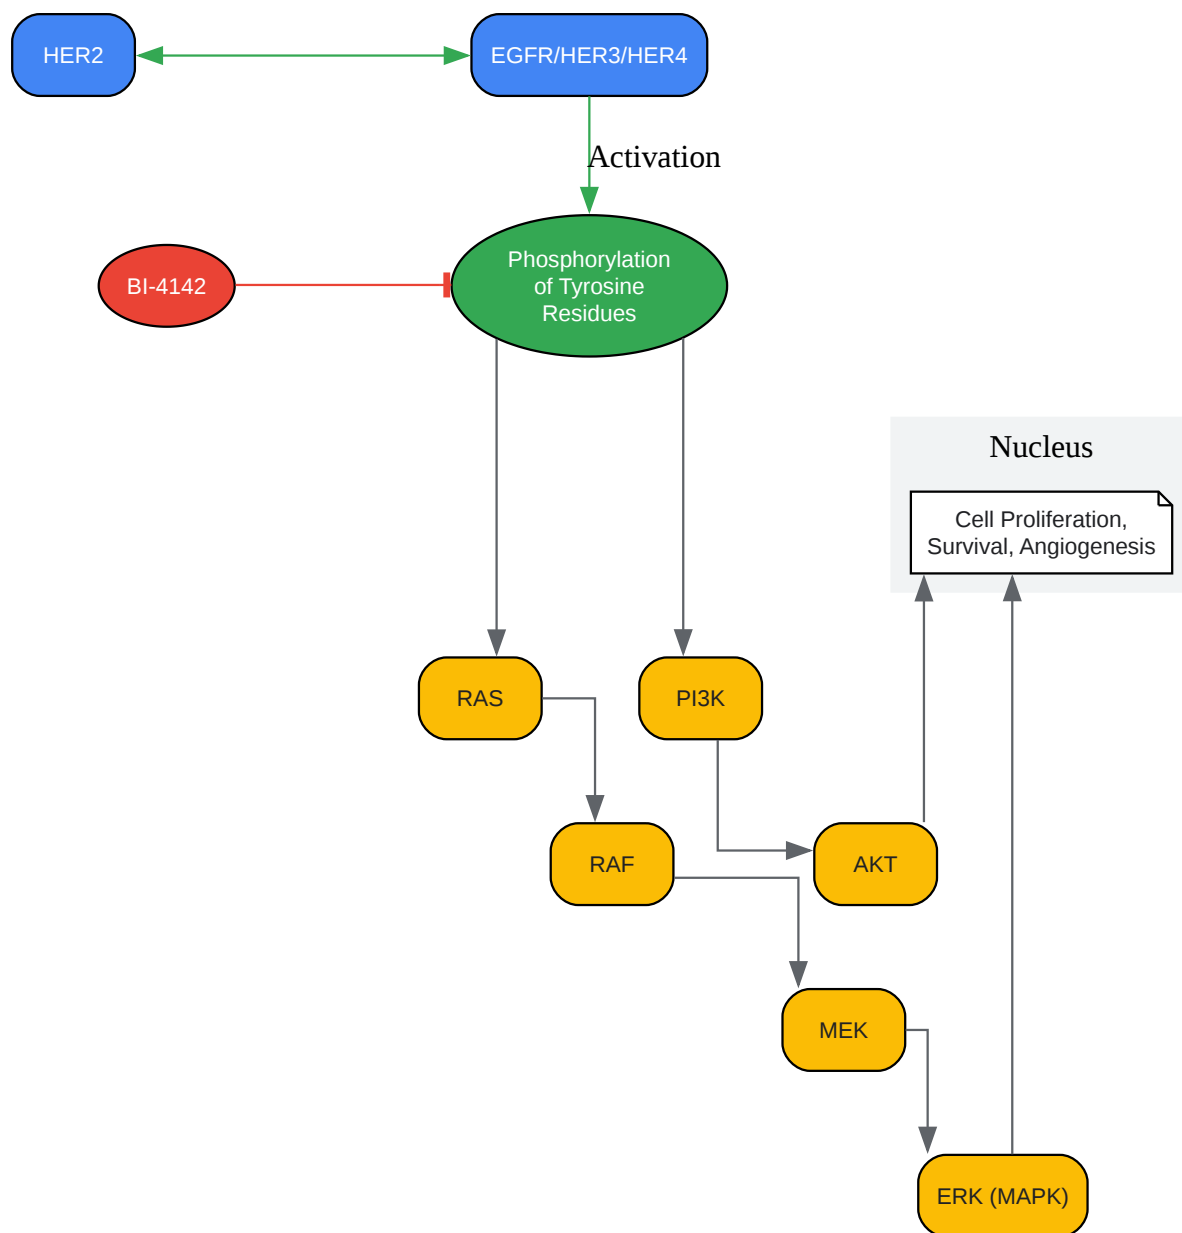 HER2
EGFR/HER3/HER4
Activation
BI-4142
Phosphorylation
of Tyrosine
Residues
Nucleus
Cell Proliferation,
Survival, Angiogenesis
RAS
PI3K
RAF
AKT
MEK
ERK (MAPK)